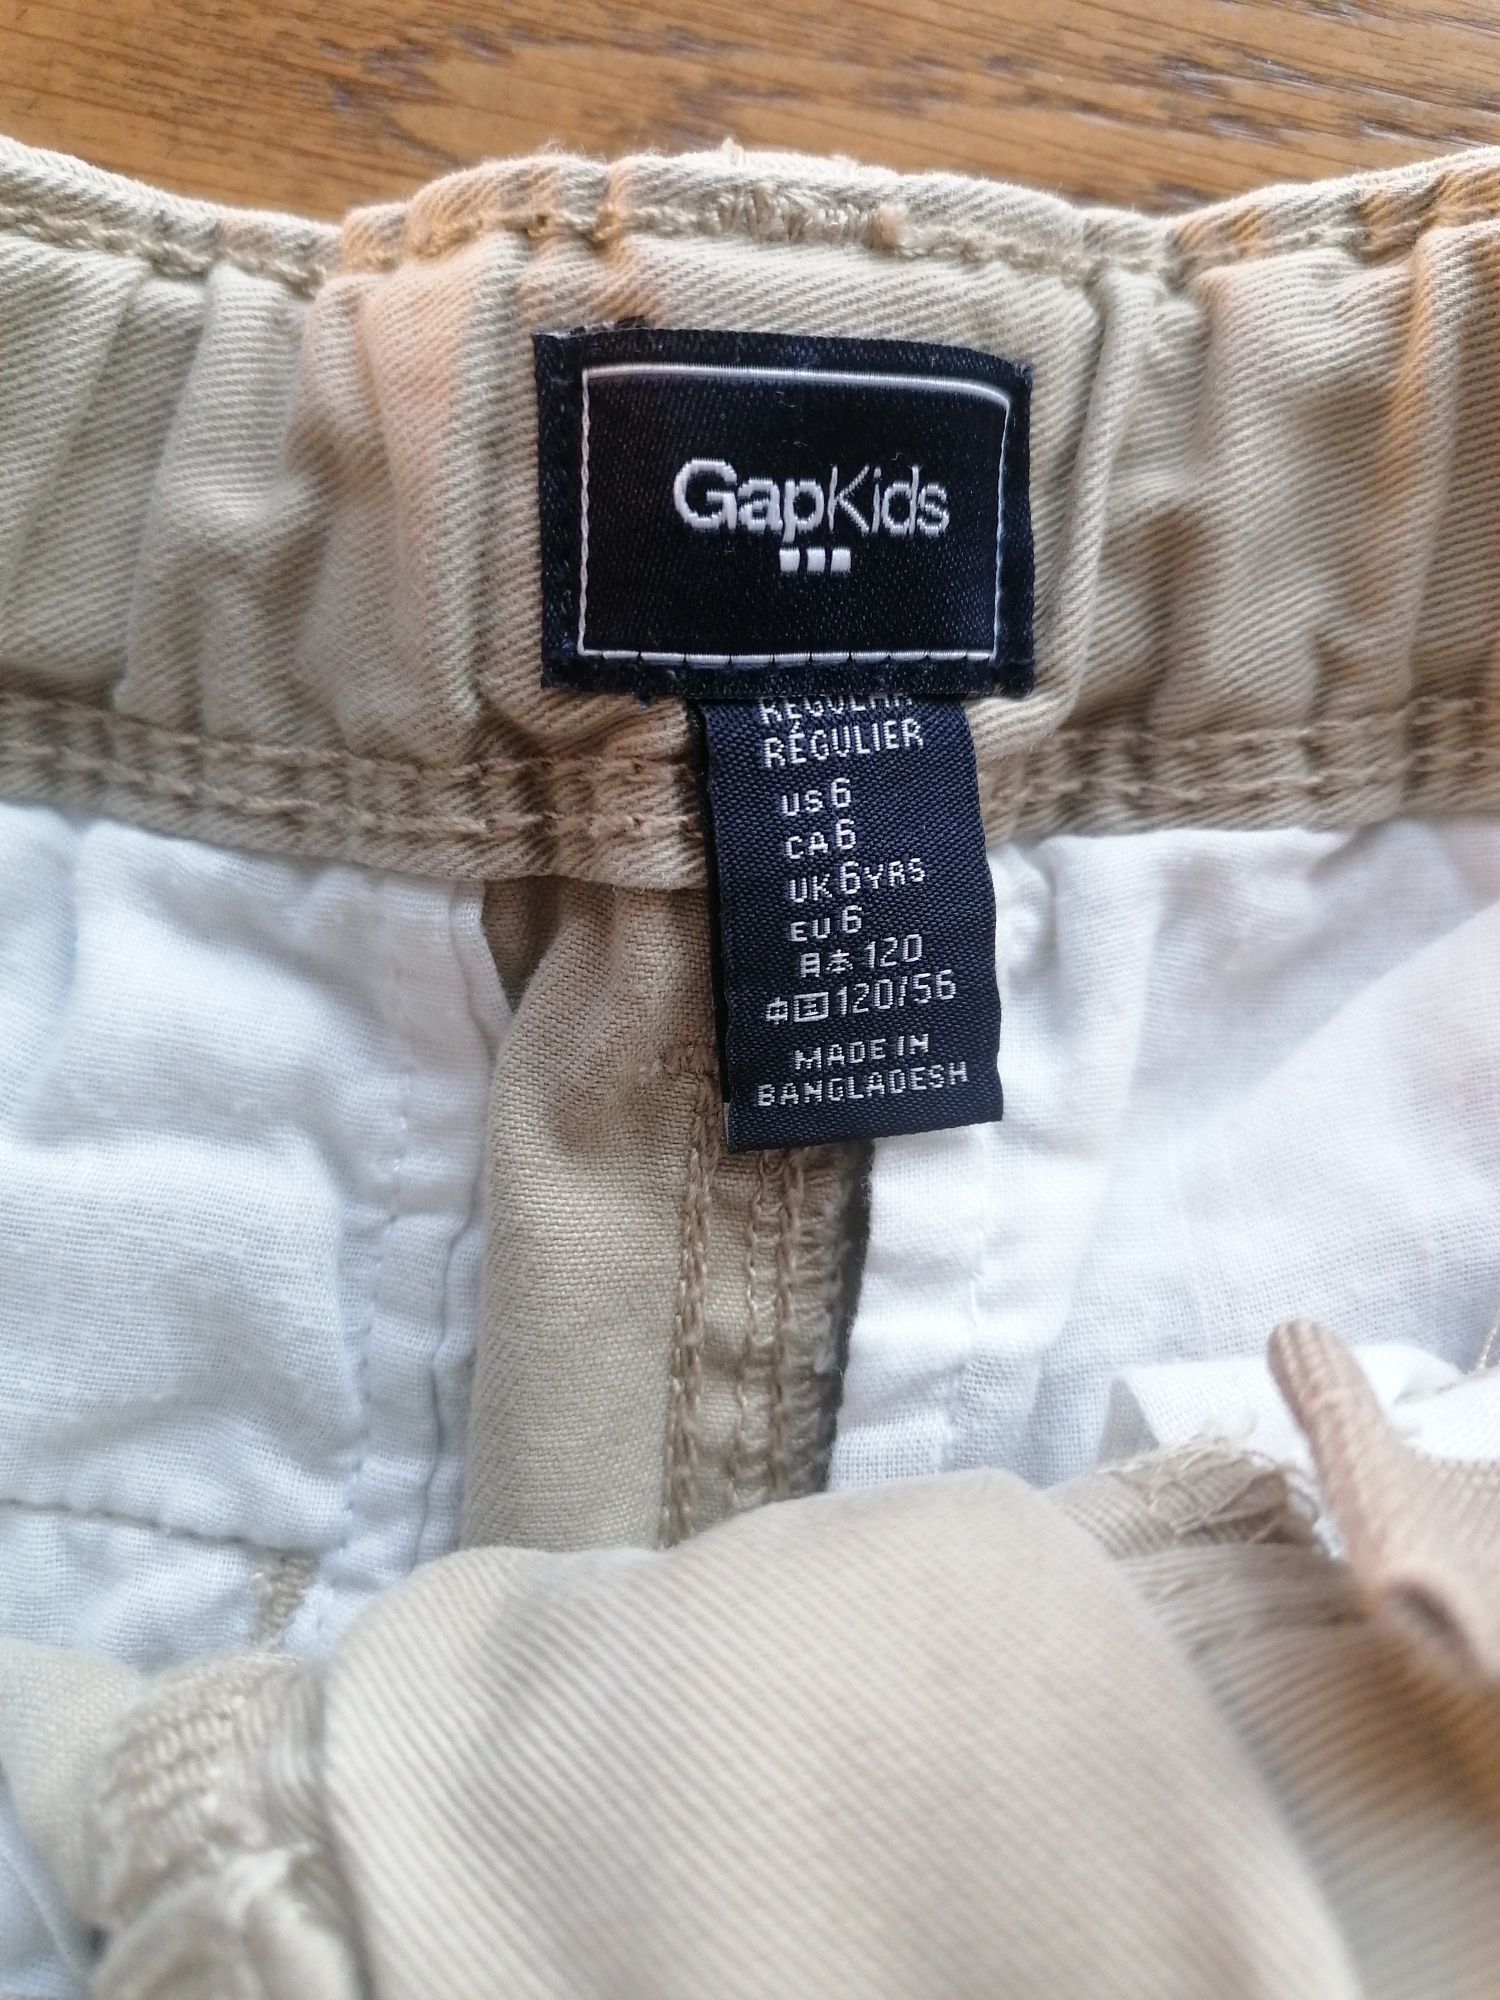 GapKids
REGULAR
RÉGULIER
US 6
CA 6
UK 6YRS
EU 6
日本 120
中国 120/56
MADE IN
BANGLADESH